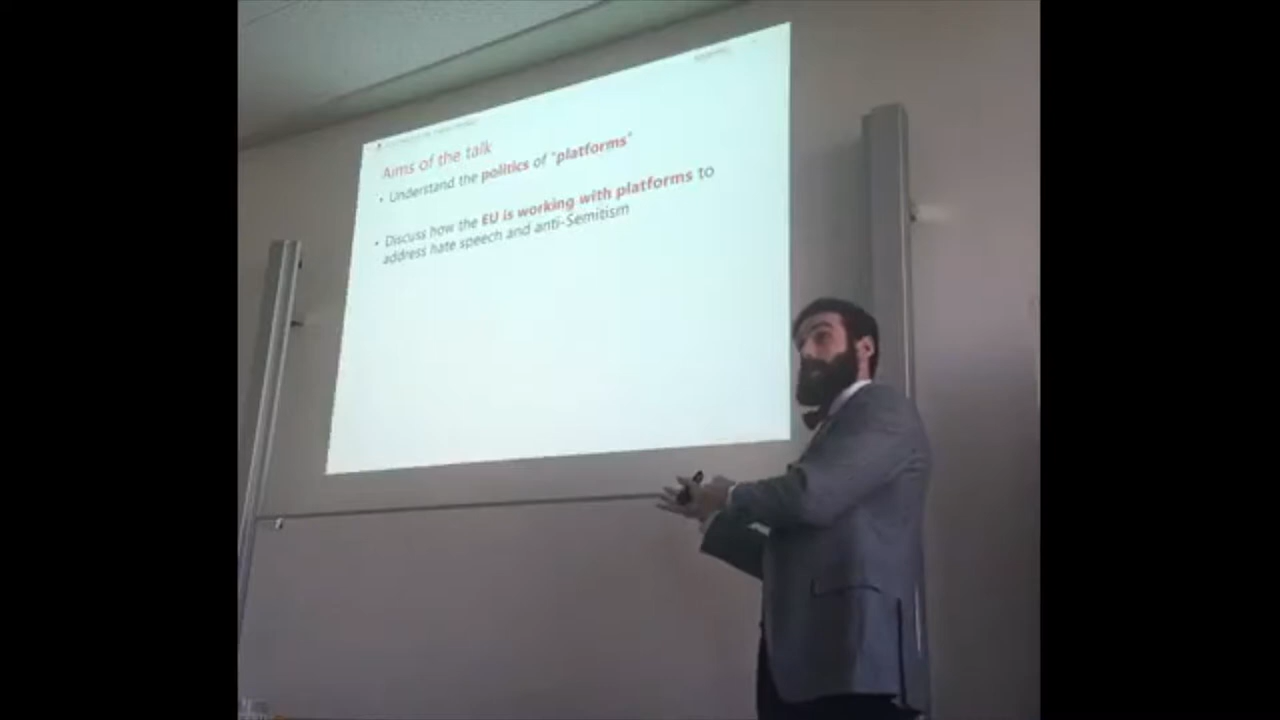 Aims of the talk
• Understand the politics of "platforms"
• Discuss how the EU is working with platforms to
address hate speech and anti-Semitism